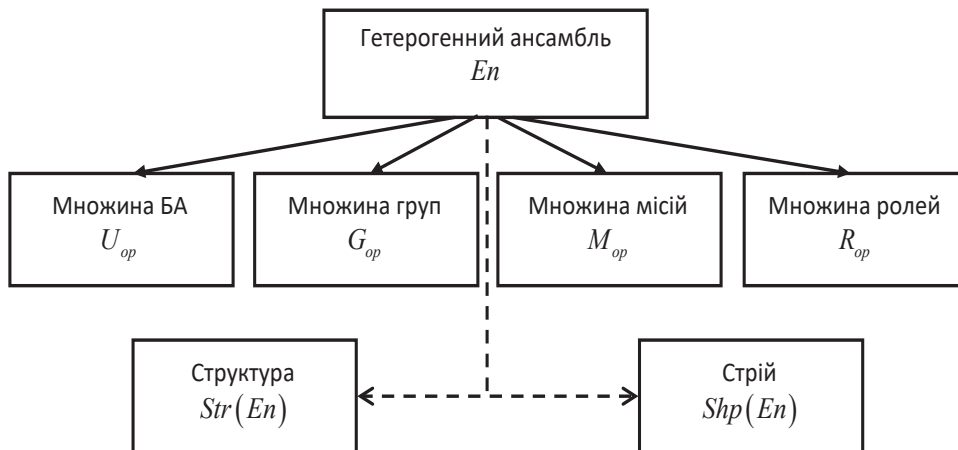 Гетерогенний ансамбль
En
Множина БА
U_op
Множина груп
G_op
Множина місій
M_op
Множина ролей
R_op
Структура
Str(En)
Стрій
Shp(En)